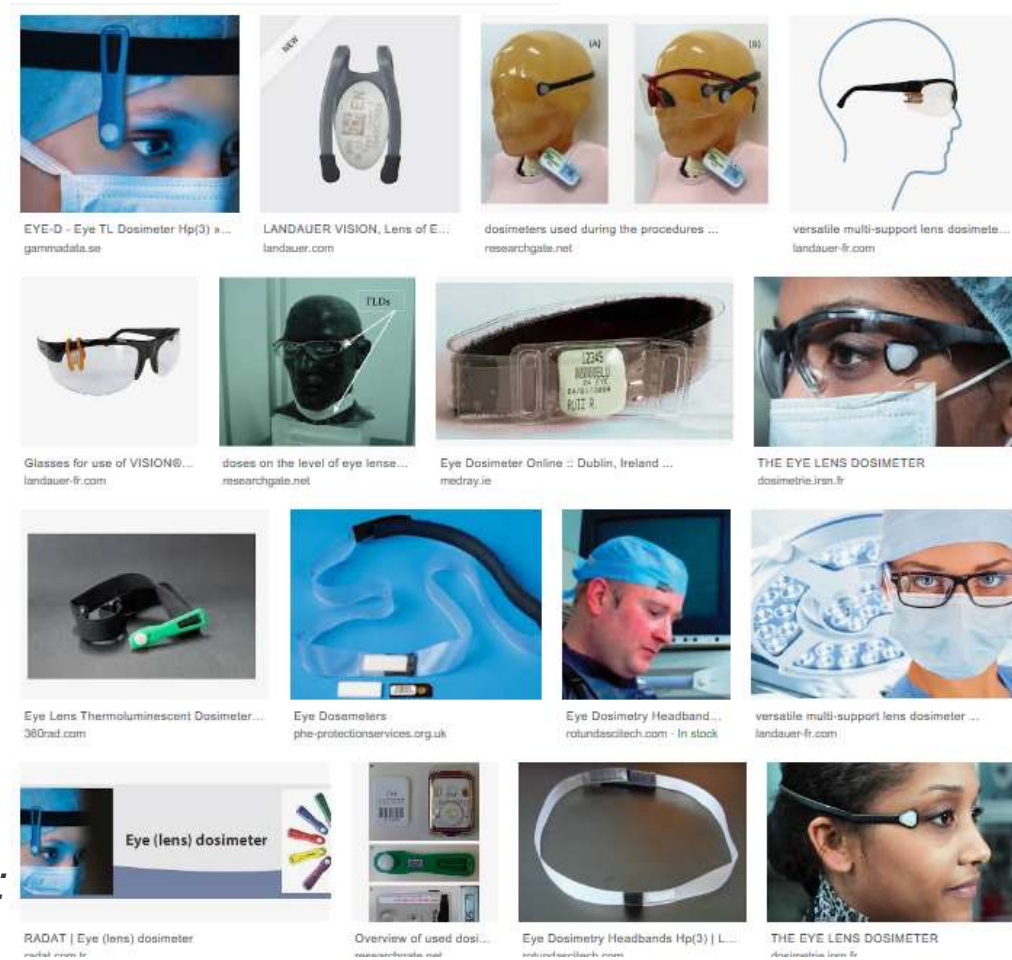 NEW
EN
[A]
[B]
EYE-D - Eye TL Dosimeter Hp(3) »...
gammadata.se
LANDAUER VISION, Lens of E...
landauer.com
dosimeters used during the procedures ...
researchgate.net
versatile multi-support lens dosimete...
landauer-fr.com
TLDs
12345
RUIZ R.
Glasses for use of VISION®...
landauer-fr.com
doses on the level of eye lense...
researchgate.net
Eye Dosimeter Online :: Dublin, Ireland ...
medray.ie
THE EYE LENS DOSIMETER
dosimetrie.irsn.fr
Eye Lens Thermoluminescent Dosimeter...
360rad.com
Eye Dosemeters
phe-protectionservices.org.uk
Eye Dosimetry Headband...
rotundascitech.com · In stock
versatile multi-support lens dosimeter ...
landauer-fr.com
Eye (lens) dosimeter
RADAT | Eye (lens) dosimeter
radat.com.tr
Overview of used dosi...
researchgate.net
Eye Dosimetry Headbands Hp(3) | L...
rotundascitech.com
THE EYE LENS DOSIMETER
dosimetrie.irsn.fr